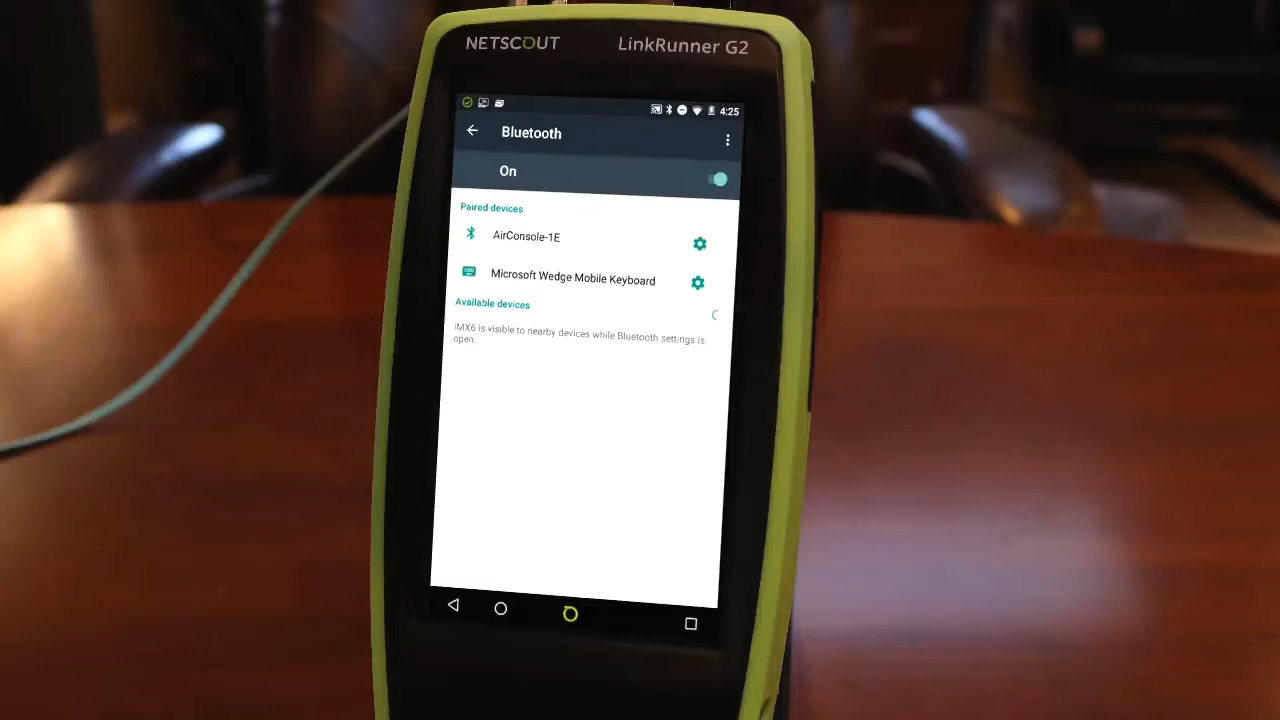 NETSCOUT LinkRunner G2
4:25
Bluetooth
On
Paired devices
AirConsole-1E
Microsoft Wedge Mobile Keyboard
Available devices
IMX6 is visible to nearby devices while Bluetooth settings is
open.